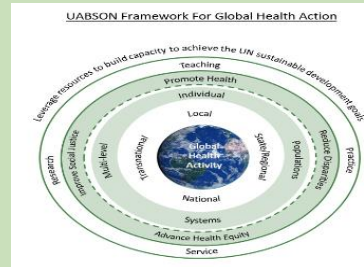 UABSON Framework For Global Health Action
Leverage resources to build capacity to achieve the UN sustainable development goals
Teaching
Promote Health
Individual
Local
Research
Improve Social Justice
Multi-level
Transnational
Global
Health
Activity
State/Regional
Populations
Reduce Disparities
Practice
National
Systems
Advance Health Equity
Service